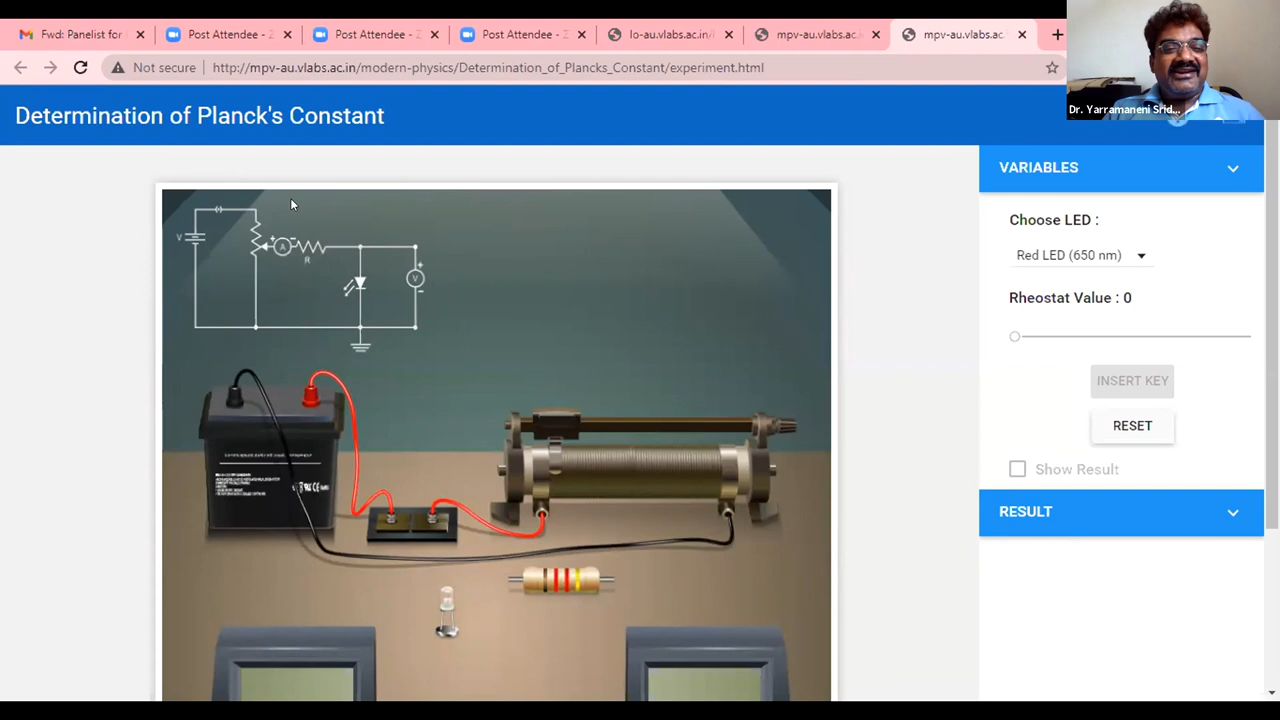 Fwd: Panelist for
Post Attendee - Z
Post Attendee - Z
Post Attendee - Z
lo-au.vlabs.ac.in/
mpv-au.vlabs.ac.in
mpv-au.vlabs.ac.
Not secure
http://mpv-au.vlabs.ac.in/modern-physics/Determination_of_Plancks_Constant/experiment.html
Dr. Yarramaneni Srid...
Determination of Planck's Constant
VARIABLES
Choose LED :
Red LED (650 nm)
Rheostat Value : 0
INSERT KEY
RESET
Show Result
RESULT
V
A
R
V